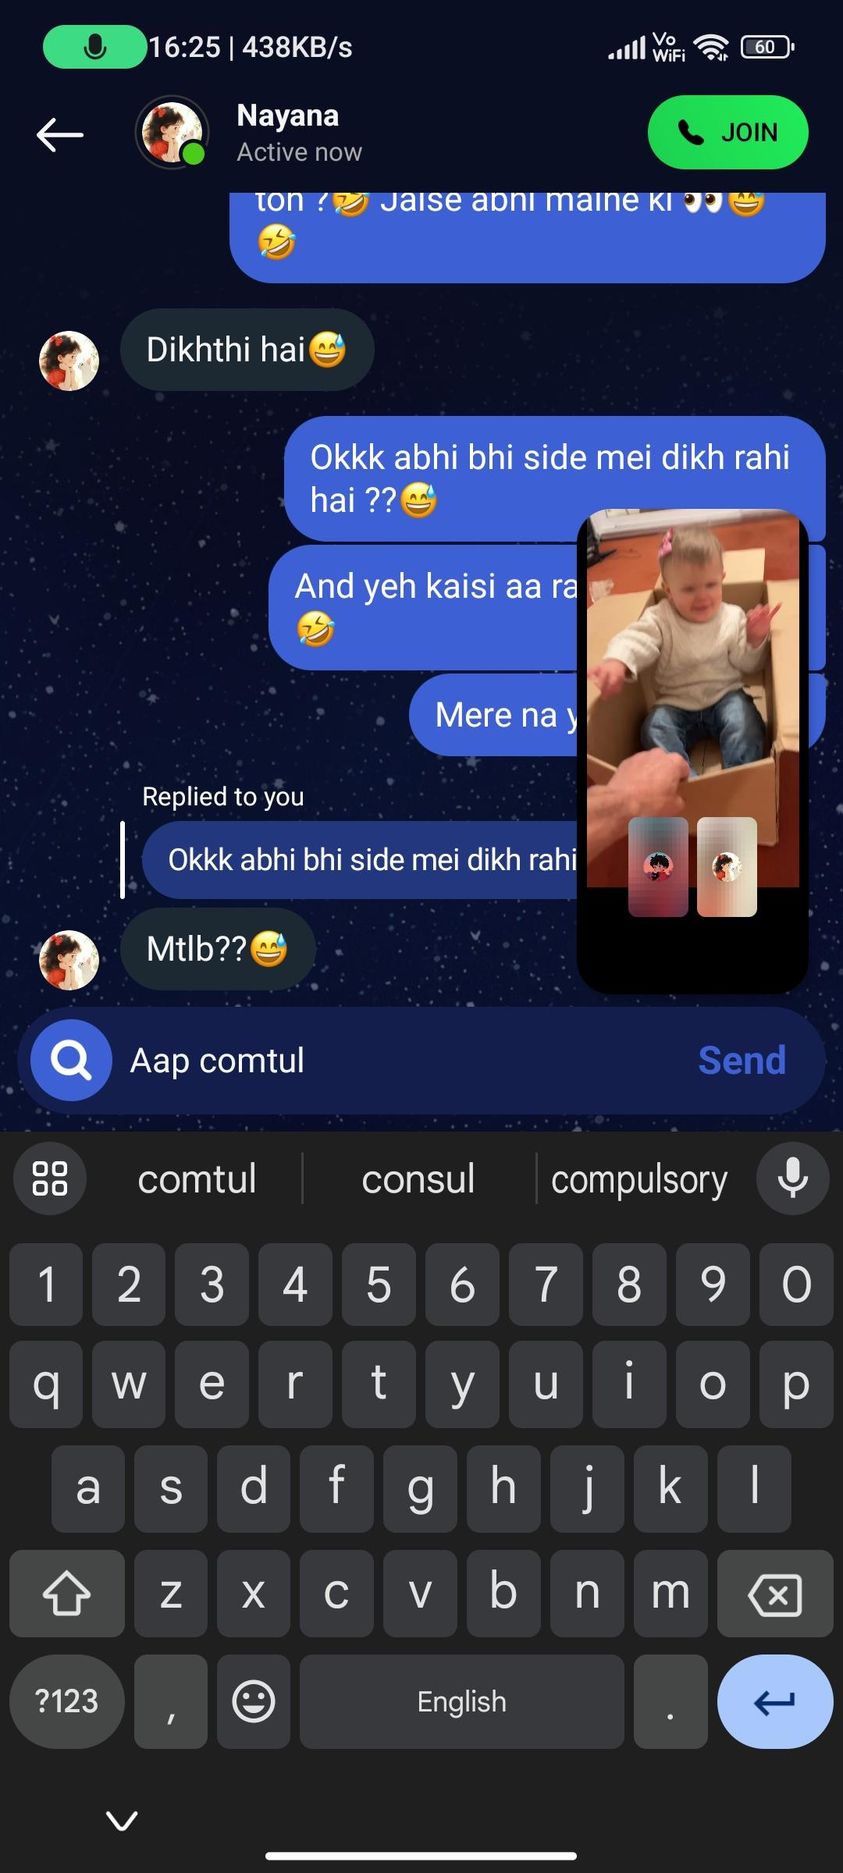 16:25 | 438KB/s
Vo
WiFi
60
Nayana
Active now
JOIN
toh ?🤣 Jaise abhi maine ki 👀😅
🤣
Dikhthi hai😅
Okkk abhi bhi side mei dikh rahi
hai ??😅
And yeh kaisi aa ra
🤣
Mere na y
Replied to you
Okkk abhi bhi side mei dikh rahi
Mtlb??😅
Aap comtul
Send
comtul
consul
compulsory
1 2 3 4 5 6 7 8 9 0
q w e r t y u i o p
a s d f g h j k l
z x c v b n m
?123 , English .